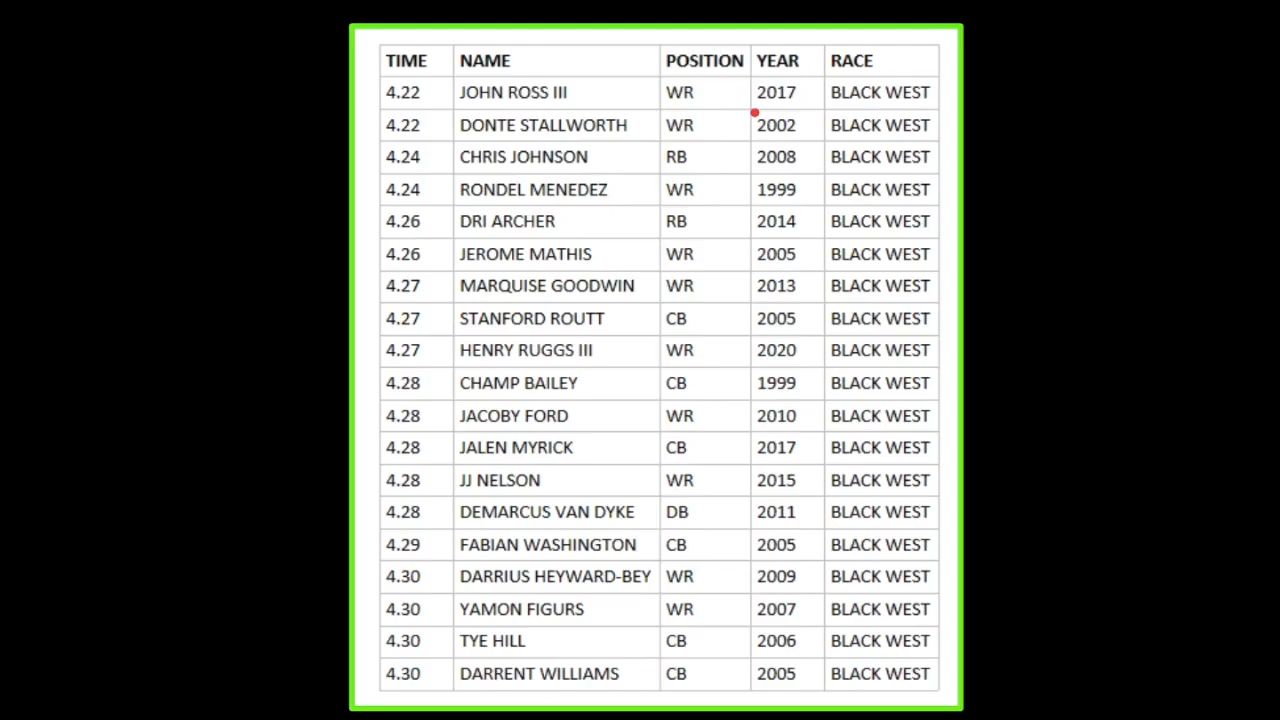 TIME NAME POSITION YEAR RACE
4.22 JOHN ROSS III WR 2017 BLACK WEST
4.22 DONTE STALLWORTH WR 2002 BLACK WEST
4.24 CHRIS JOHNSON RB 2008 BLACK WEST
4.24 RONDEL MENEDEZ WR 1999 BLACK WEST
4.26 DRI ARCHER RB 2014 BLACK WEST
4.26 JEROME MATHIS WR 2005 BLACK WEST
4.27 MARQUISE GOODWIN WR 2013 BLACK WEST
4.27 STANFORD ROUTT CB 2005 BLACK WEST
4.27 HENRY RUGGS III WR 2020 BLACK WEST
4.28 CHAMP BAILEY CB 1999 BLACK WEST
4.28 JACOBY FORD WR 2010 BLACK WEST
4.28 JALEN MYRICK CB 2017 BLACK WEST
4.28 JJ NELSON WR 2015 BLACK WEST
4.28 DEMARCUS VAN DYKE DB 2011 BLACK WEST
4.29 FABIAN WASHINGTON CB 2005 BLACK WEST
4.30 DARRIUS HEYWARD-BEY WR 2009 BLACK WEST
4.30 YAMON FIGURS WR 2007 BLACK WEST
4.30 TYE HILL CB 2006 BLACK WEST
4.30 DARRENT WILLIAMS CB 2005 BLACK WEST